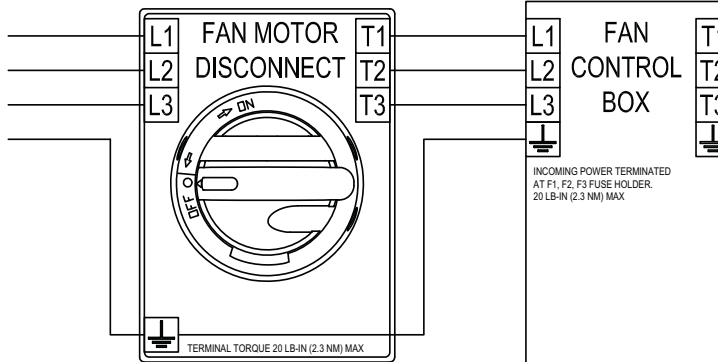 L1 FAN MOTOR T1
L2 DISCONNECT T2
L3 T3
ON
OFF
TERMINAL TORQUE 20 LB-IN (2.3 NM) MAX
L1 FAN T1
L2 CONTROL T2
L3 BOX T3
INCOMING POWER TERMINATED
AT F1, F2, F3 FUSE HOLDER.
20 LB-IN (2.3 NM) MAX